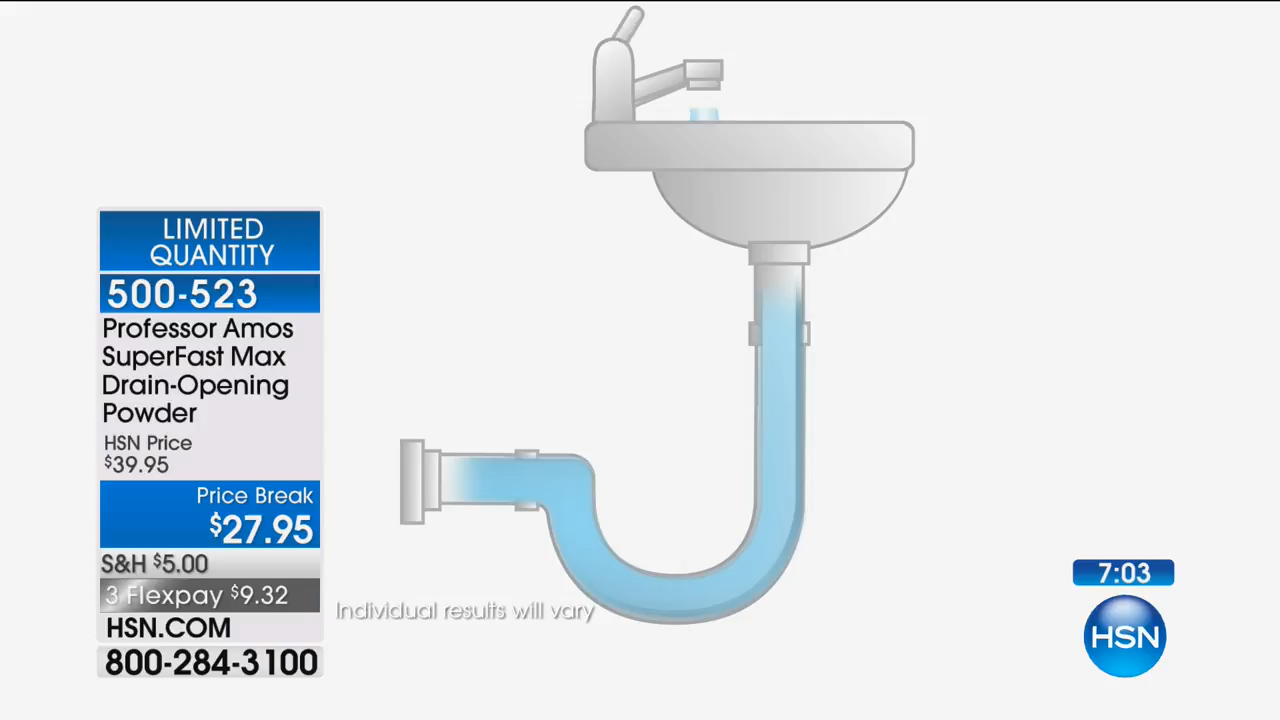 LIMITED
QUANTITY
500-523
Professor Amos
SuperFast Max
Drain-Opening
Powder
HSN Price
$39.95
Price Break
$27.95
S&H $5.00
3 Flexpay $9.32
HSN.COM
800-284-3100
Individual results will vary
7:03
HSN